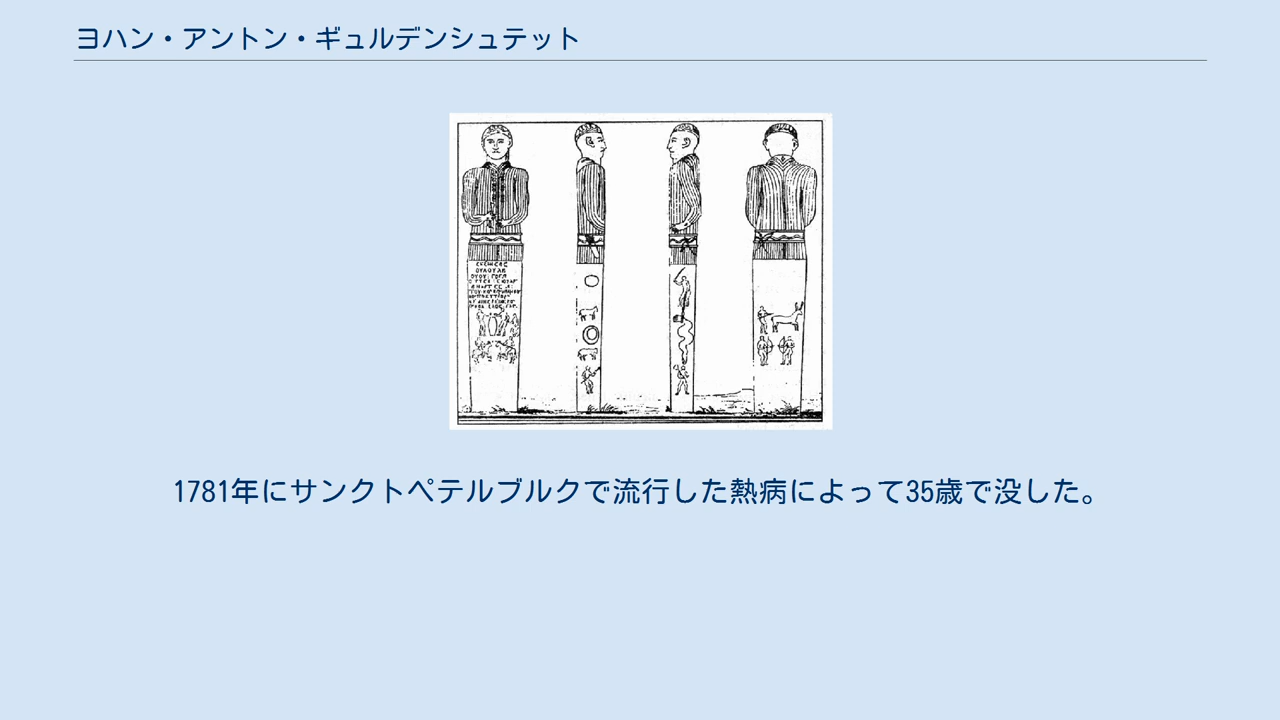 ヨハン・アントン・ギュルデンシュテット
1781年にサンクトペテルブルクで流行した熱病によって35歳で没した。